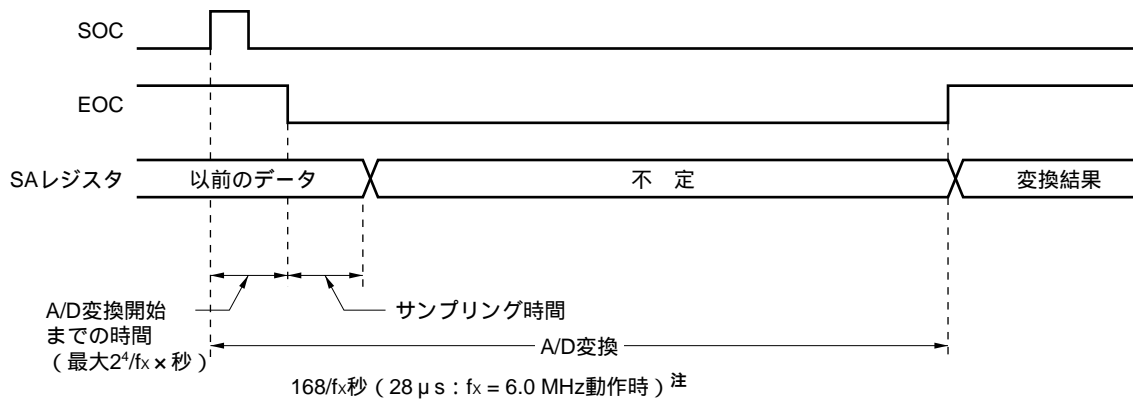 SOC
EOC
SAレジスタ
以前のデータ
不 定
変換結果
A/D変換開始
までの時間
（最大2⁴/fx×秒）
サンプリング時間
A/D変換
168/fx秒（28 μs：fx = 6.0 MHz動作時）注